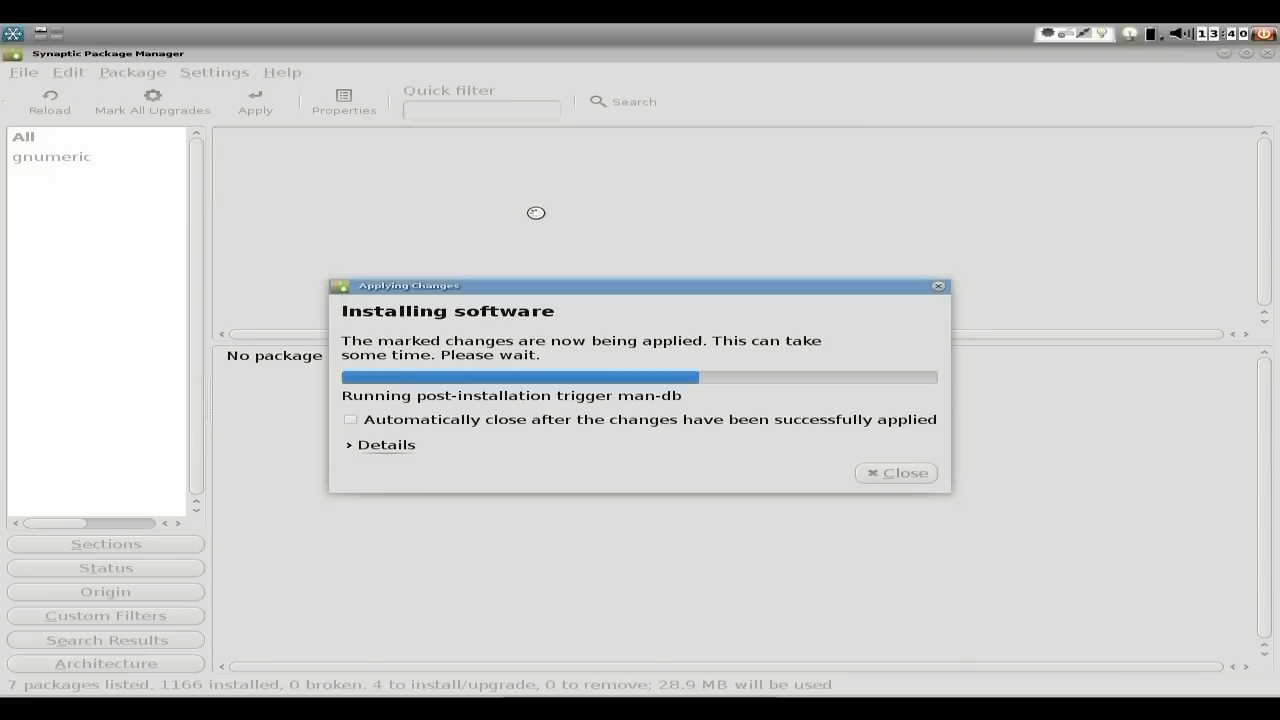 13:40
Synaptic Package Manager
File Edit Package Settings Help
Reload Mark All Upgrades Apply Properties Quick filter Search
All
gnumeric
No package
Applying Changes
Installing software
The marked changes are now being applied. This can take
some time. Please wait.
Running post-installation trigger man-db
Automatically close after the changes have been successfully applied
Details
Close
Sections
Status
Origin
Custom Filters
Search Results
Architecture
7 packages listed, 1166 installed, 0 broken. 4 to install/upgrade, 0 to remove; 28.9 MB will be used